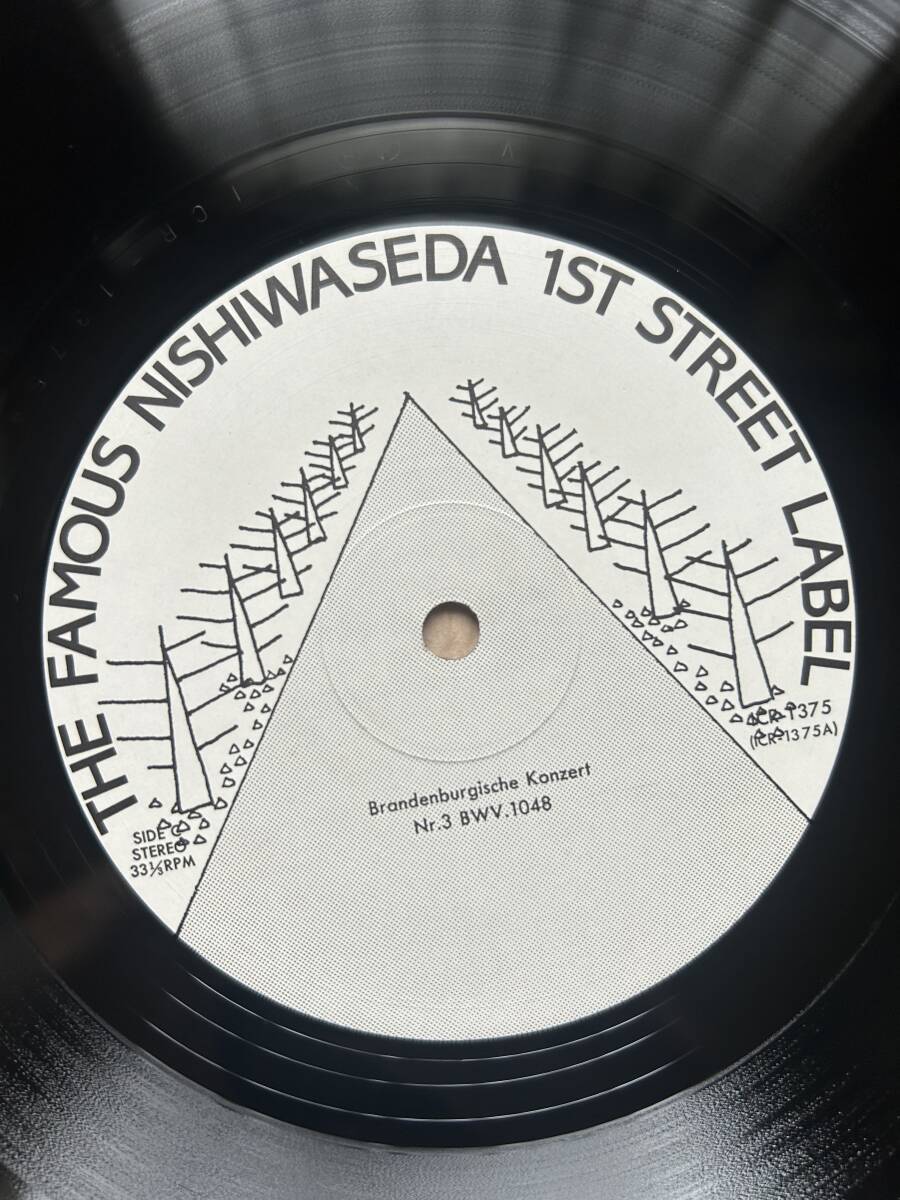 THE FAMOUS NISHIWASEDA 1ST STREET LABEL
ICR-1375
(ICR-1375A)
Brandenburgische Konzert
Nr.3 BWV.1048
SIDE C
STEREO
33⅓RPM